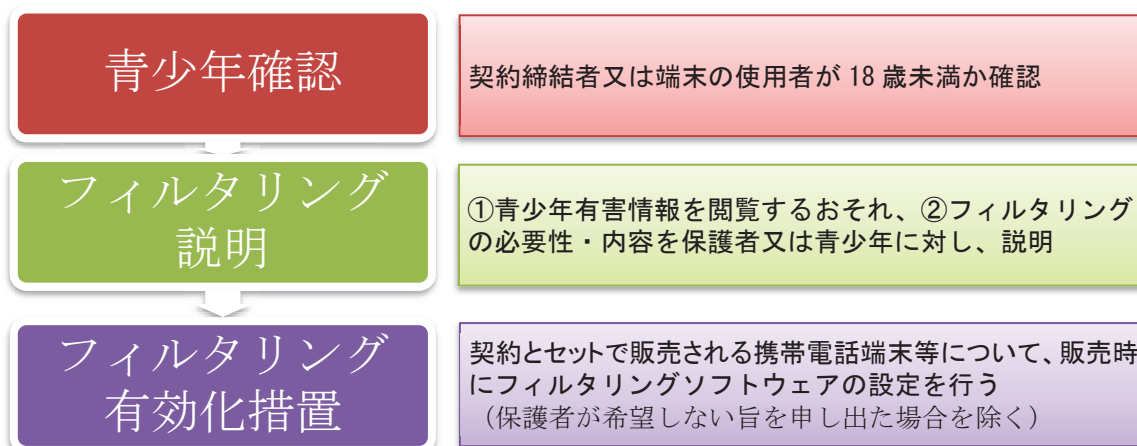 青少年確認
契約締結者又は端末の使用者が 18 歳未満か確認
フィルタリング
説明
①青少年有害情報を閲覧するおそれ、②フィルタリング
の必要性・内容を保護者又は青少年に対し、説明
フィルタリング
有効化措置
契約とセットで販売される携帯電話端末等について、販売時
にフィルタリングソフトウェアの設定を行う
（保護者が希望しない旨を申し出た場合を除く）